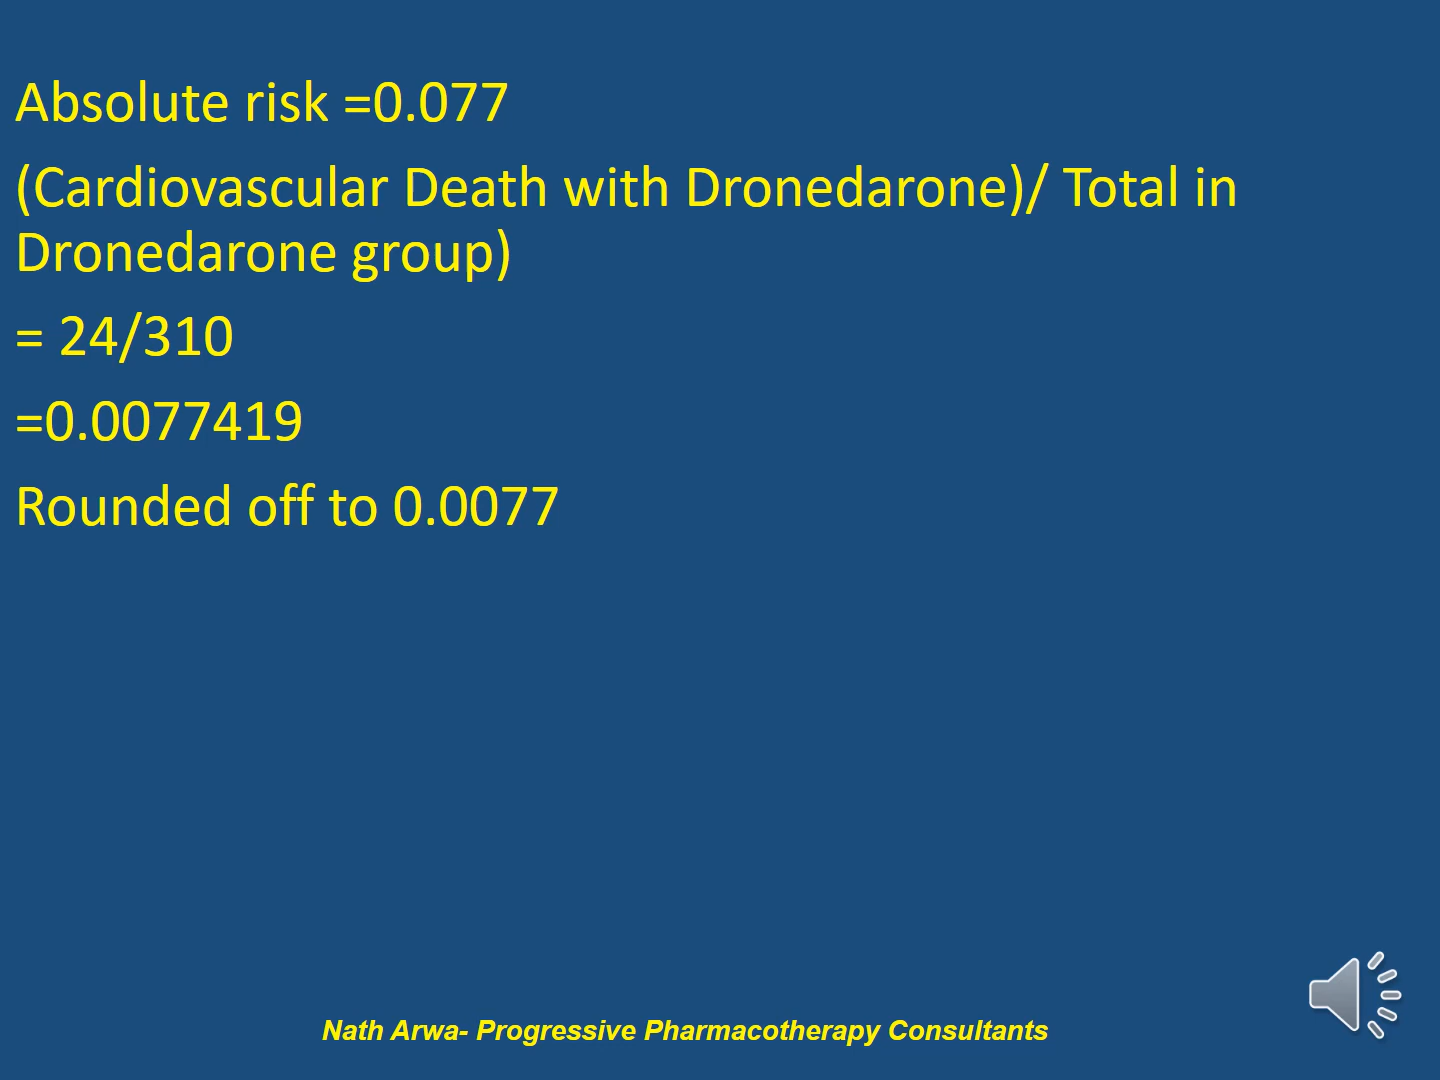 Absolute risk =0.077
(Cardiovascular Death with Dronedarone)/ Total in
Dronedarone group)
= 24/310
=0.0077419
Rounded off to 0.0077
Nath Arwa- Progressive Pharmacotherapy Consultants